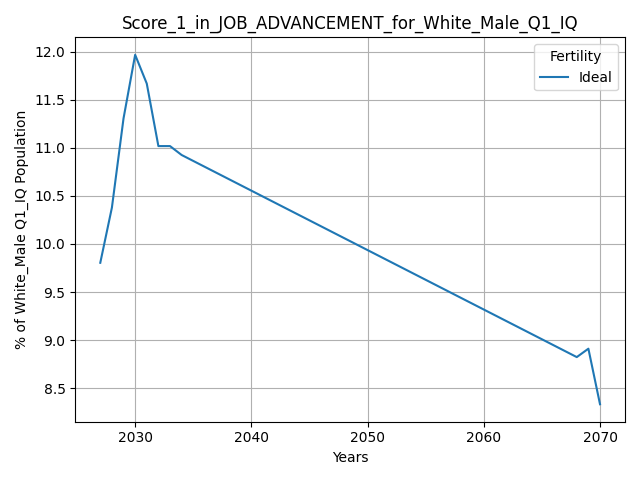 Score_1_in_JOB_ADVANCEMENT_for_White_Male_Q1_IQ
Fertility
Ideal
% of White_Male Q1_IQ Population
12.0
11.5
11.0
10.5
10.0
9.5
9.0
8.5
2030 2040 2050 2060 2070
Years